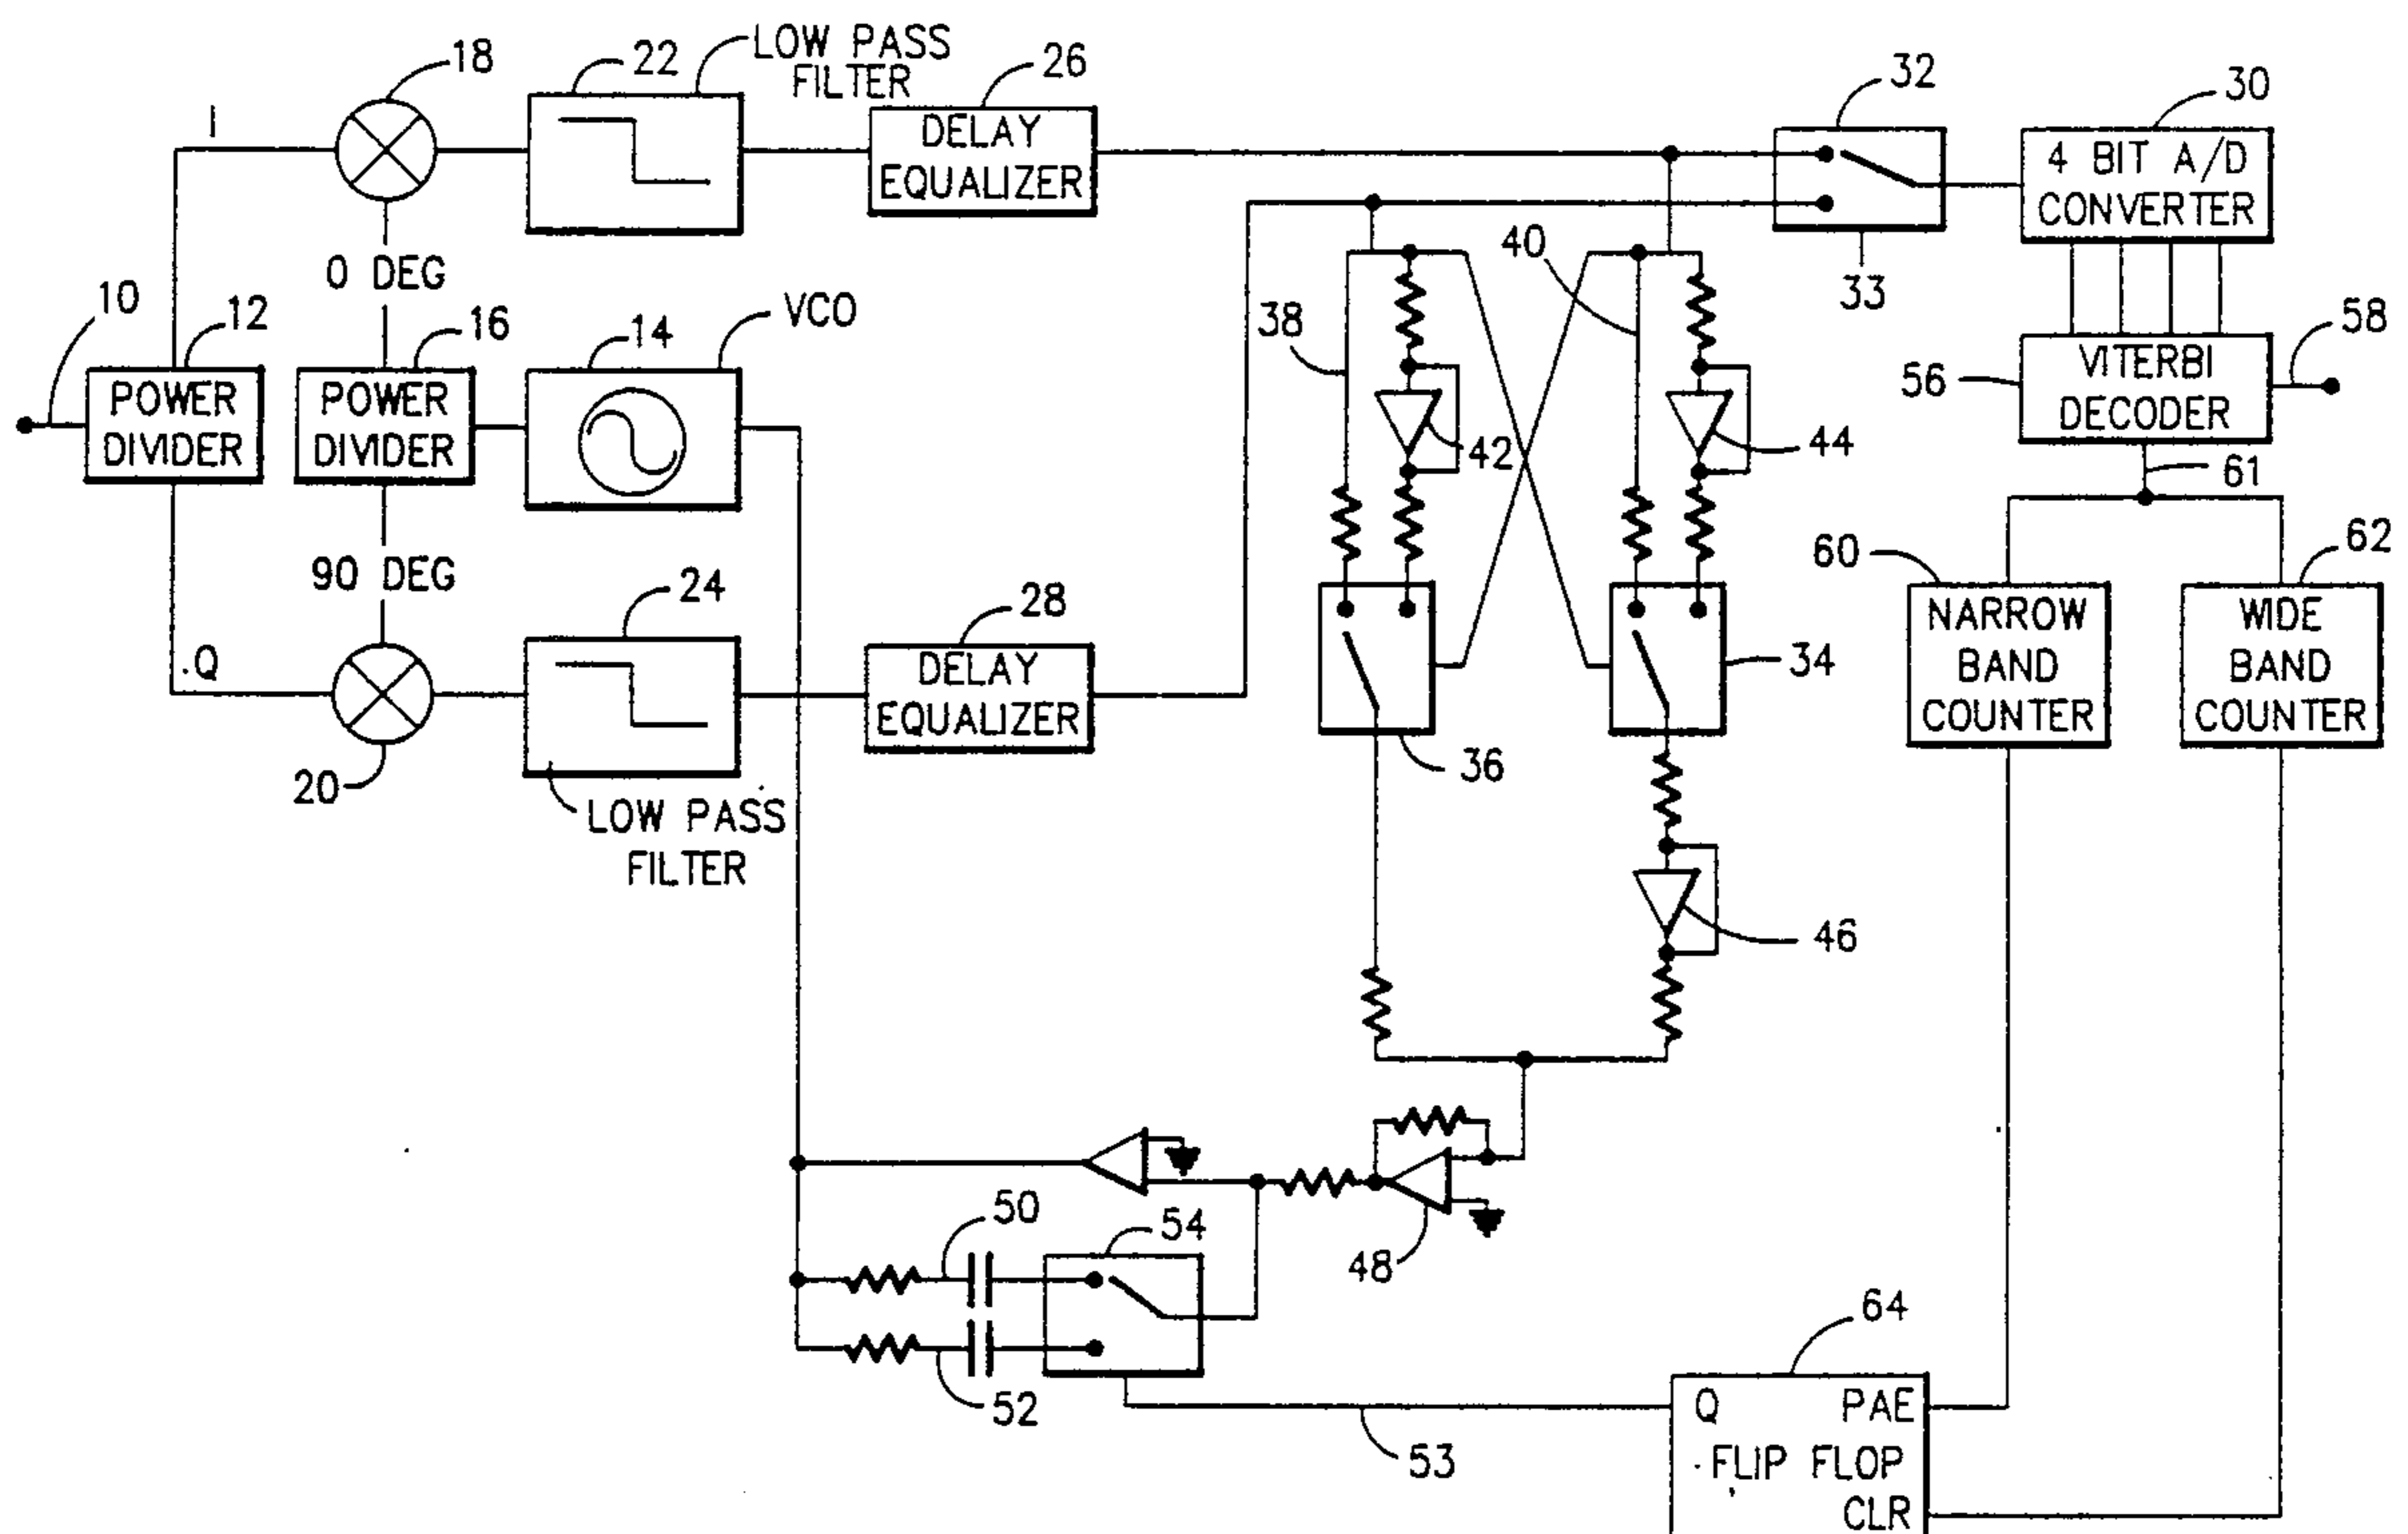 18
22
LOW PASS
FILTER
26
32
30
I
DELAY
EQUALIZER
4 BIT A/D
CONVERTER
0 DEG
40
33
10
12
16
14
VCO
38
58
POWER
DIVIDER
POWER
DIVIDER
42
44
56
VITERBI
DECODER
61
90 DEG
24
28
60
62
Q
DELAY
EQUALIZER
34
NARROW
BAND
COUNTER
WIDE
BAND
COUNTER
20
LOW PASS
FILTER
36
46
50
54
48
64
52
53
Q PAE
FLIP FLOP
CLR